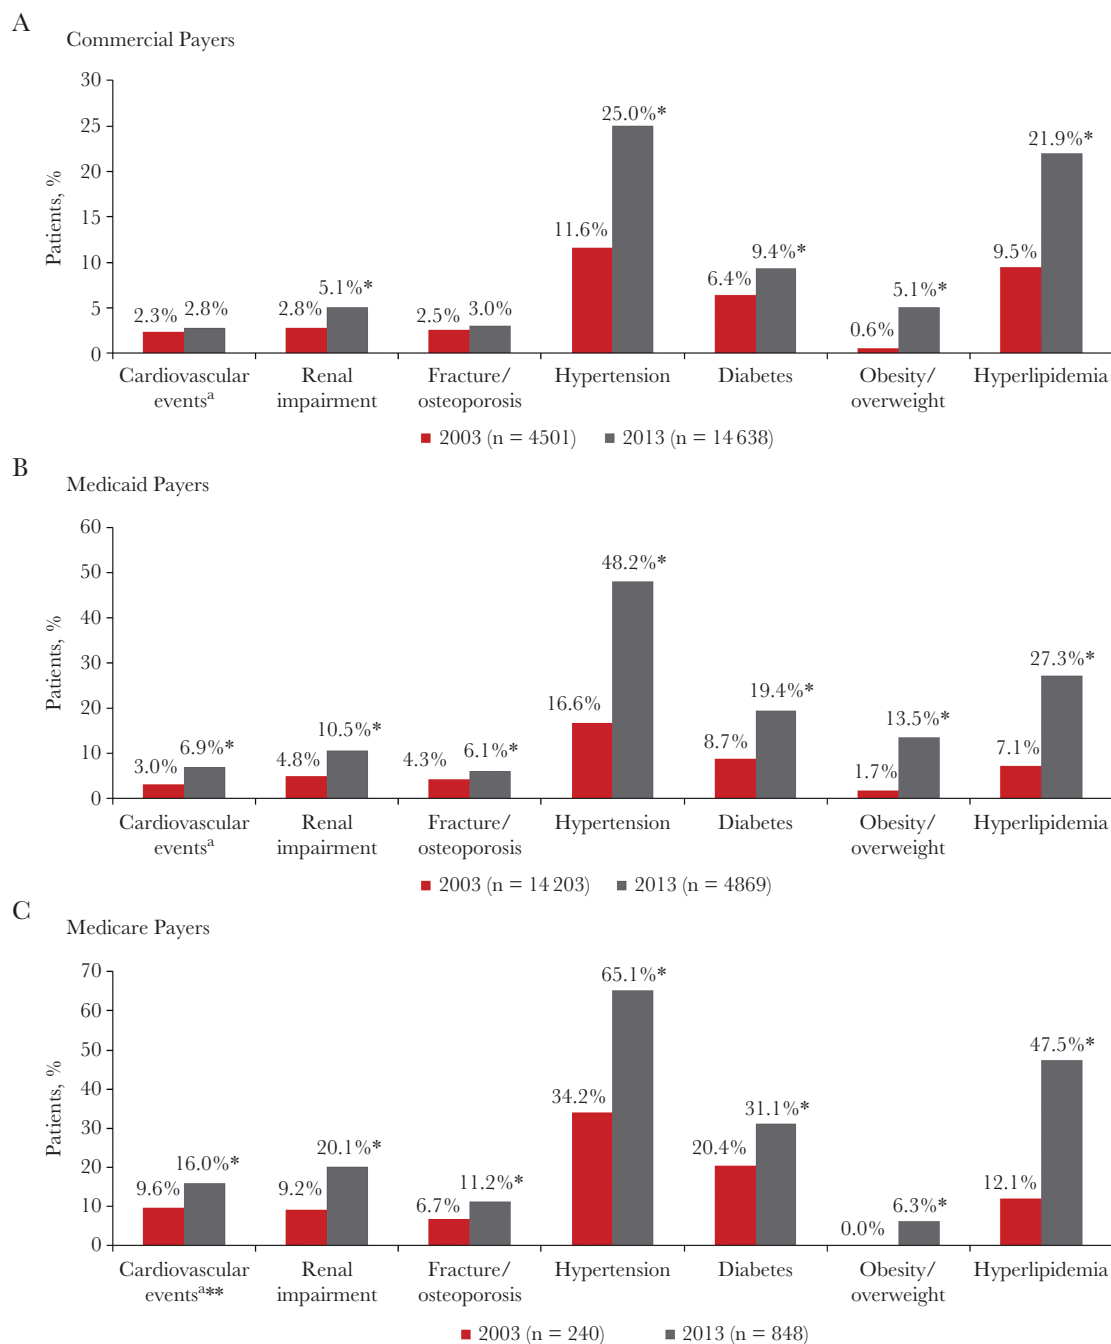 A
Commercial Payers
Patients, %
30
25
20
15
10
5
0
2.3% 2.8% 2.8% 5.1%* 2.5% 3.0% 11.6% 25.0%* 6.4% 9.4%* 0.6% 5.1%* 9.5% 21.9%*
Cardiovascular Renal Fracture/ Hypertension Diabetes Obesity/ Hyperlipidemia
eventsᵃ impairment osteoporosis overweight
2003 (n = 4501) 2013 (n = 14 638)
B
Medicaid Payers
Patients, %
60
50
40
30
20
10
0
3.0% 6.9%* 4.8% 10.5%* 4.3% 6.1%* 16.6% 48.2%* 8.7% 19.4%* 1.7% 13.5%* 7.1% 27.3%*
Cardiovascular Renal Fracture/ Hypertension Diabetes Obesity/ Hyperlipidemia
eventsᵃ impairment osteoporosis overweight
2003 (n = 14 203) 2013 (n = 4869)
C
Medicare Payers
Patients, %
70
60
50
40
30
20
10
0
9.6% 16.0%* 9.2% 20.1%* 6.7% 11.2%* 34.2% 65.1%* 20.4% 31.1%* 0.0% 6.3%* 12.1% 47.5%*
Cardiovascular Renal Fracture/ Hypertension Diabetes Obesity/ Hyperlipidemia
eventsᵃ** impairment osteoporosis overweight
2003 (n = 240) 2013 (n = 848)